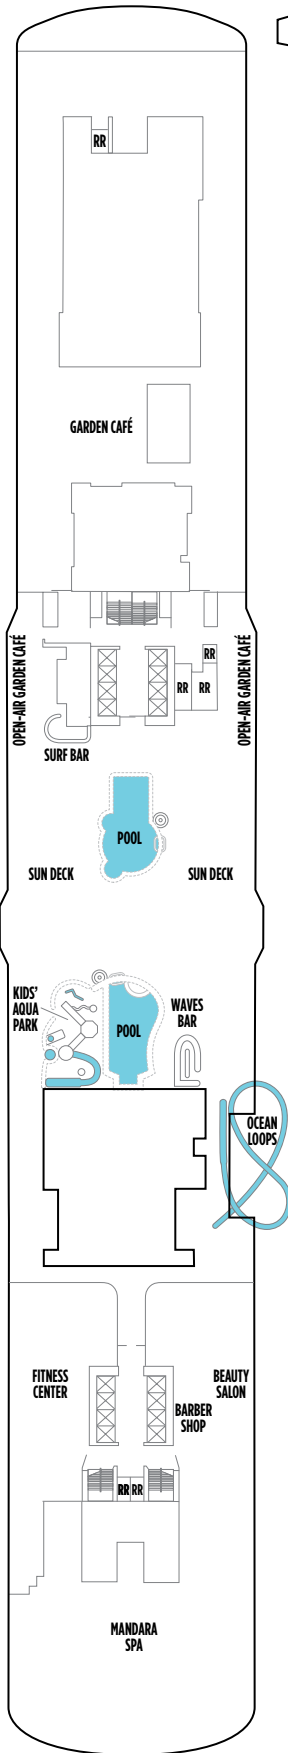 RR
GARDEN CAFÉ
OPEN-AIR GARDEN CAFÉ
OPEN-AIR GARDEN CAFÉ
RR
RR
RR
SURF BAR
POOL
SUN DECK
SUN DECK
KIDS'
AQUA
PARK
POOL
WAVES
BAR
OCEAN
LOOPS
FITNESS
CENTER
BEAUTY
SALON
BARBER
SHOP
RR
RR
MANDARA
SPA